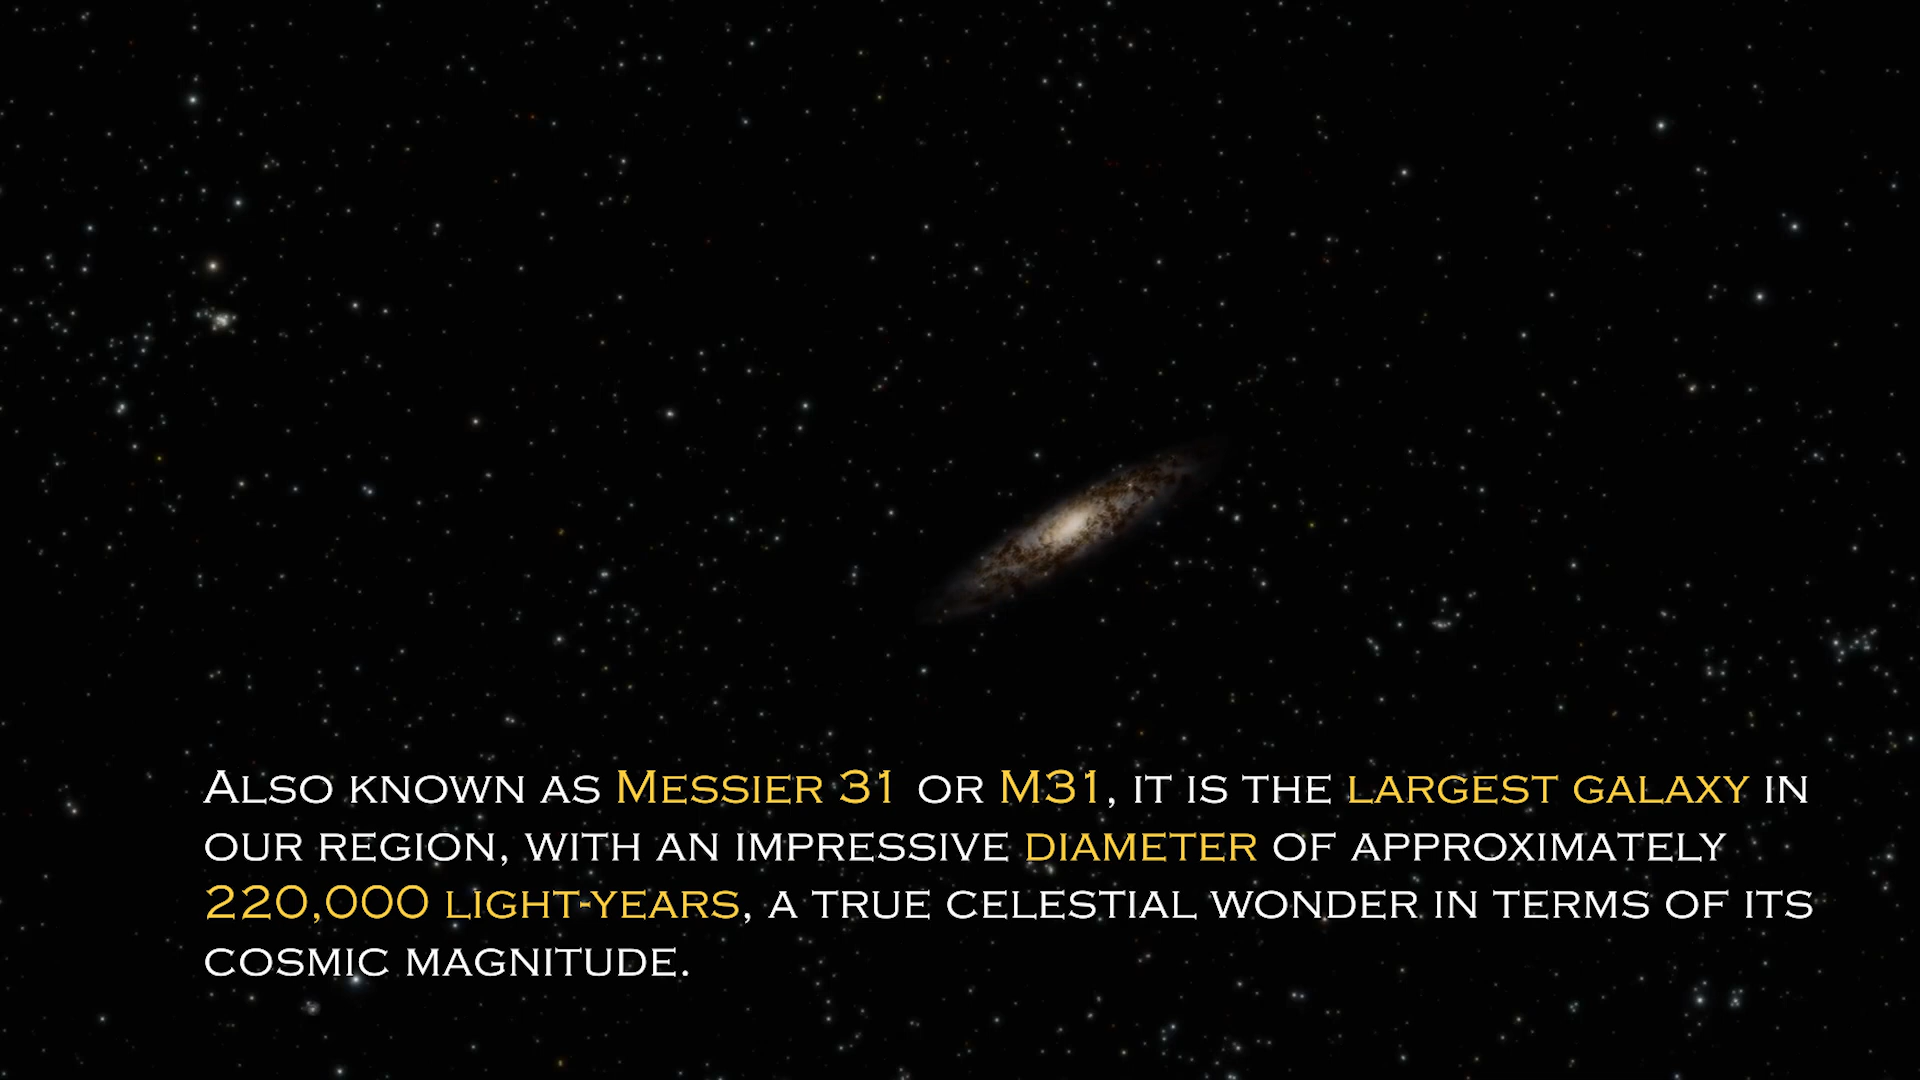 Also known as Messier 31 or M31, it is the largest galaxy in
our region, with an impressive diameter of approximately
220,000 light-years, a true celestial wonder in terms of its
cosmic magnitude.